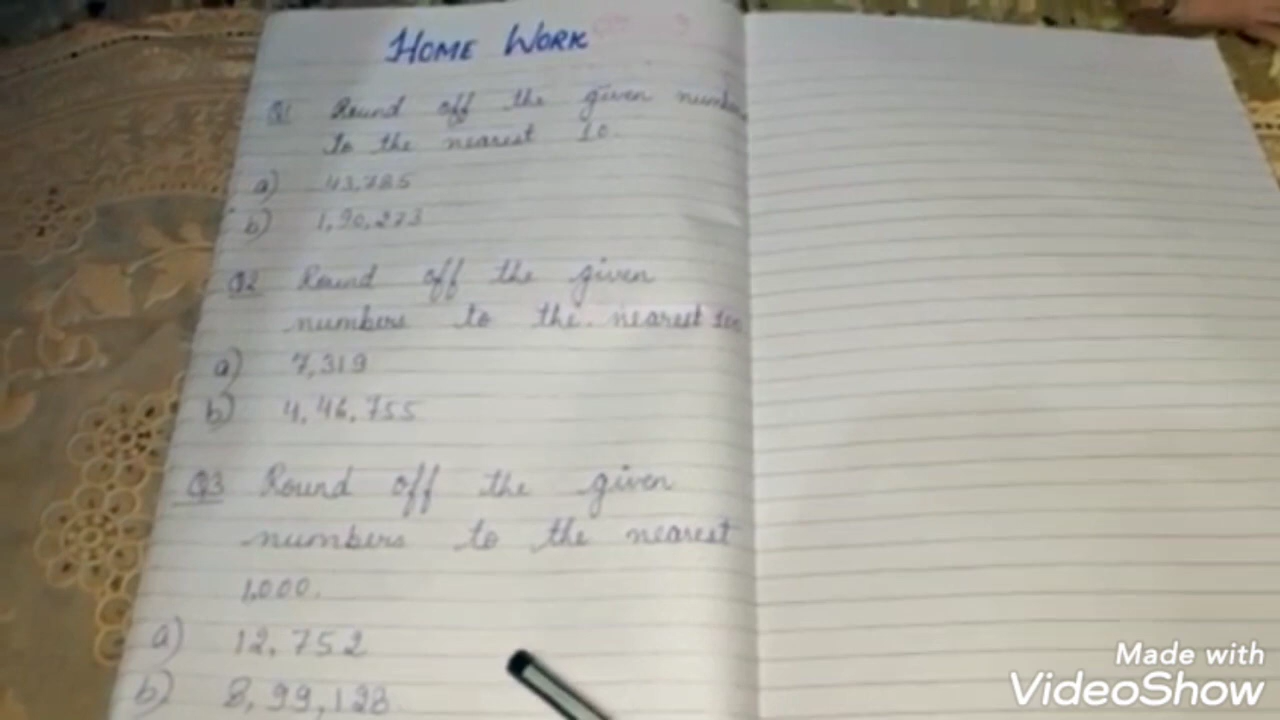 HOME WORK
Q1 Round off the given number
To the nearest 10.
a) 43,785
b) 1,90,273
Q2 Round off the given
numbers to the nearest 100
a) 7,319
b) 4,46,755
Q3 Round off the given
numbers to the nearest
1,000.
a) 12,752
b) 8,99,128
Made with
VideoShow